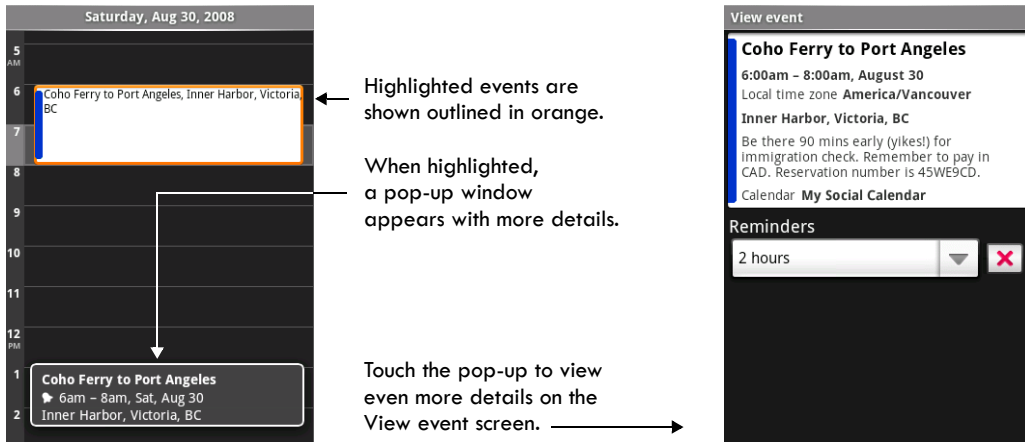 Saturday, Aug 30, 2008
5
AM
6
7
8
9
10
11
12
PM
1
2
Coho Ferry to Port Angeles, Inner Harbor, Victoria,
BC
Coho Ferry to Port Angeles
6am – 8am, Sat, Aug 30
Inner Harbor, Victoria, BC
Highlighted events are
shown outlined in orange.
When highlighted,
a pop-up window
appears with more details.
Touch the pop-up to view
even more details on the
View event screen.
View event
Coho Ferry to Port Angeles
6:00am – 8:00am, August 30
Local time zone America/Vancouver
Inner Harbor, Victoria, BC
Be there 90 mins early (yikes!) for
immigration check. Remember to pay in
CAD. Reservation number is 45WE9CD.
Calendar My Social Calendar
Reminders
2 hours